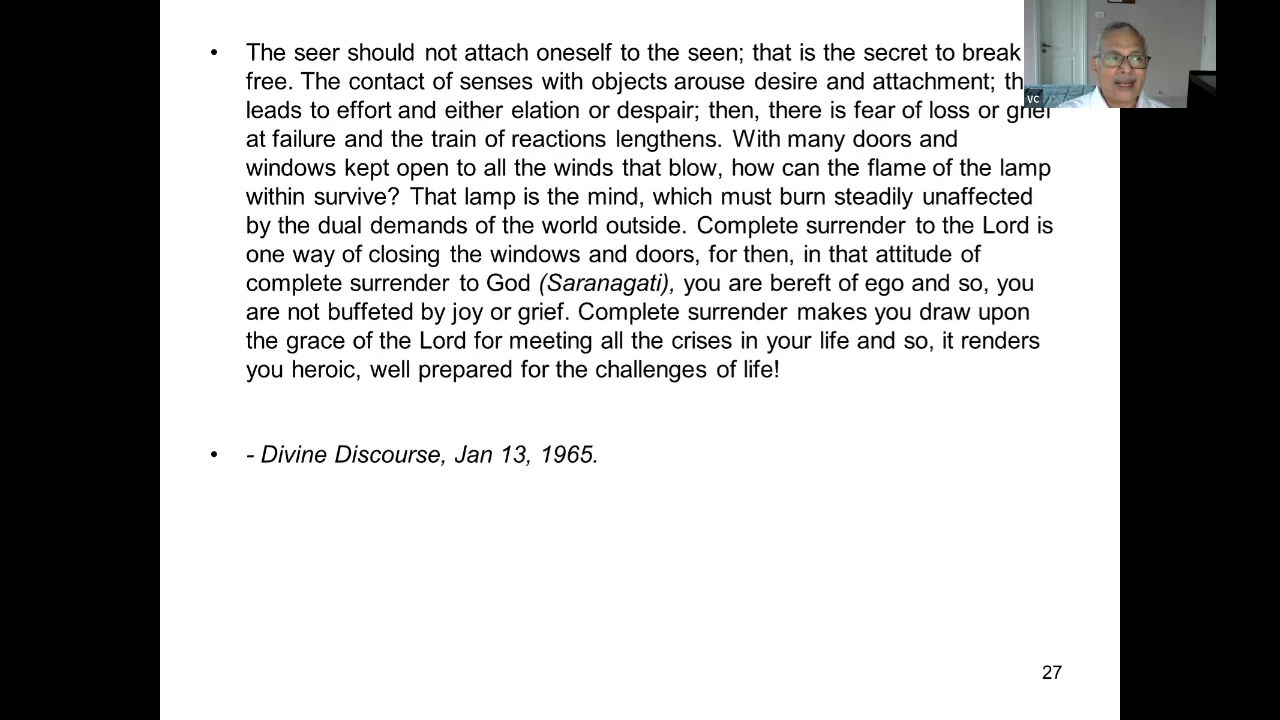 • The seer should not attach oneself to the seen; that is the secret to break
free. The contact of senses with objects arouse desire and attachment;
leads to effort and either elation or despair; then, there is fear of loss or grief
at failure and the train of reactions lengthens. With many doors and
windows kept open to all the winds that blow, how can the flame of the lamp
within survive? That lamp is the mind, which must burn steadily unaffected
by the dual demands of the world outside. Complete surrender to the Lord is
one way of closing the windows and doors, for then, in that attitude of
complete surrender to God (Saranagati), you are bereft of ego and so, you
are not buffeted by joy or grief. Complete surrender makes you draw upon
the grace of the Lord for meeting all the crises in your life and so, it renders
you heroic, well prepared for the challenges of life!
• - Divine Discourse, Jan 13, 1965.
27
VC